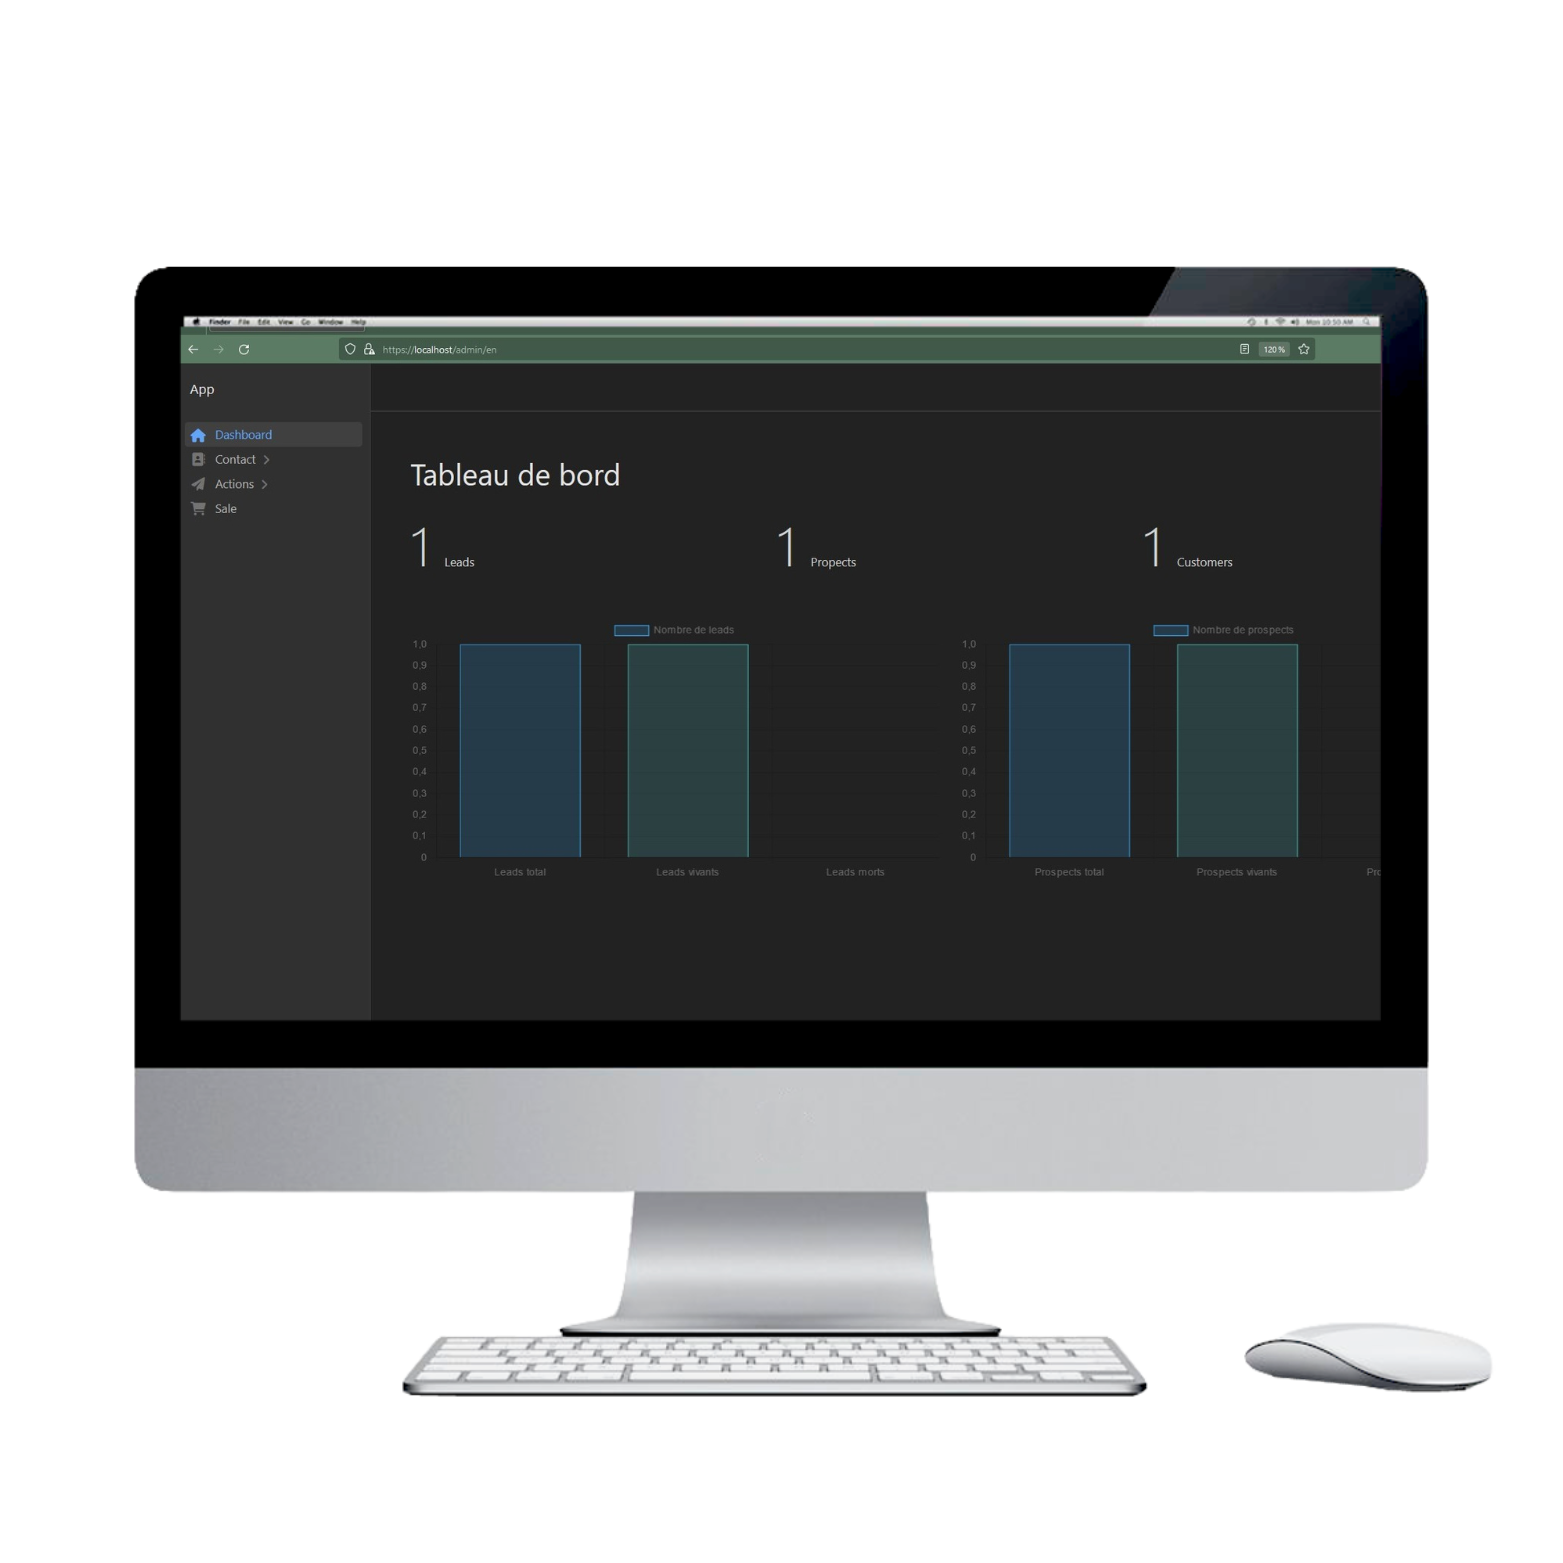 Finder File Edit View Go Window Help
Mon 10:50 AM
https://localhost/admin/en
120 %
App
Dashboard
Contact
Actions
Sale
Tableau de bord
1 Leads
1 Propects
1 Customers
Nombre de leads
1,0
0,9
0,8
0,7
0,6
0,5
0,4
0,3
0,2
0,1
0
Leads total
Leads vivants
Leads morts
Nombre de prospects
1,0
0,9
0,8
0,7
0,6
0,5
0,4
0,3
0,2
0,1
0
Prospects total
Prospects vivants
Pro